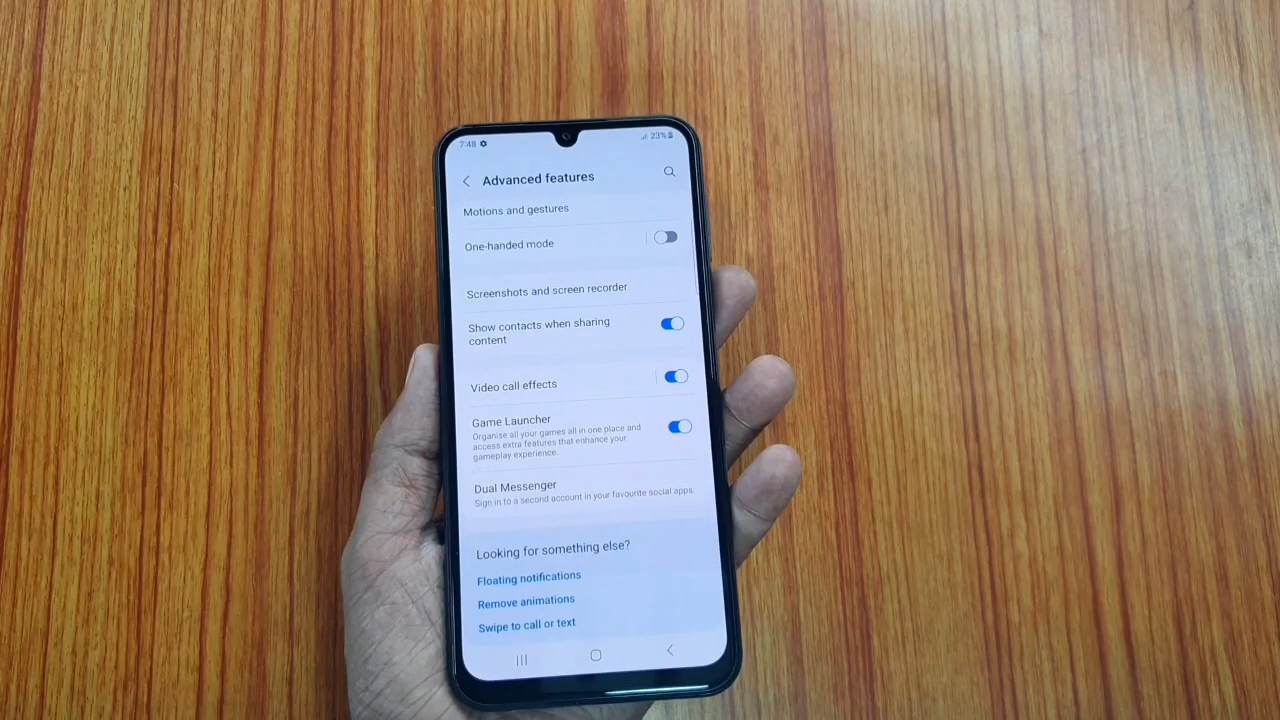 7:48 23%
Advanced features
Motions and gestures
One-handed mode
Screenshots and screen recorder
Show contacts when sharing
content
Video call effects
Game Launcher
Organise all your games all in one place and
access extra features that enhance your
gameplay experience.
Dual Messenger
Sign in to a second account in your favourite social apps.
Looking for something else?
Floating notifications
Remove animations
Swipe to call or text